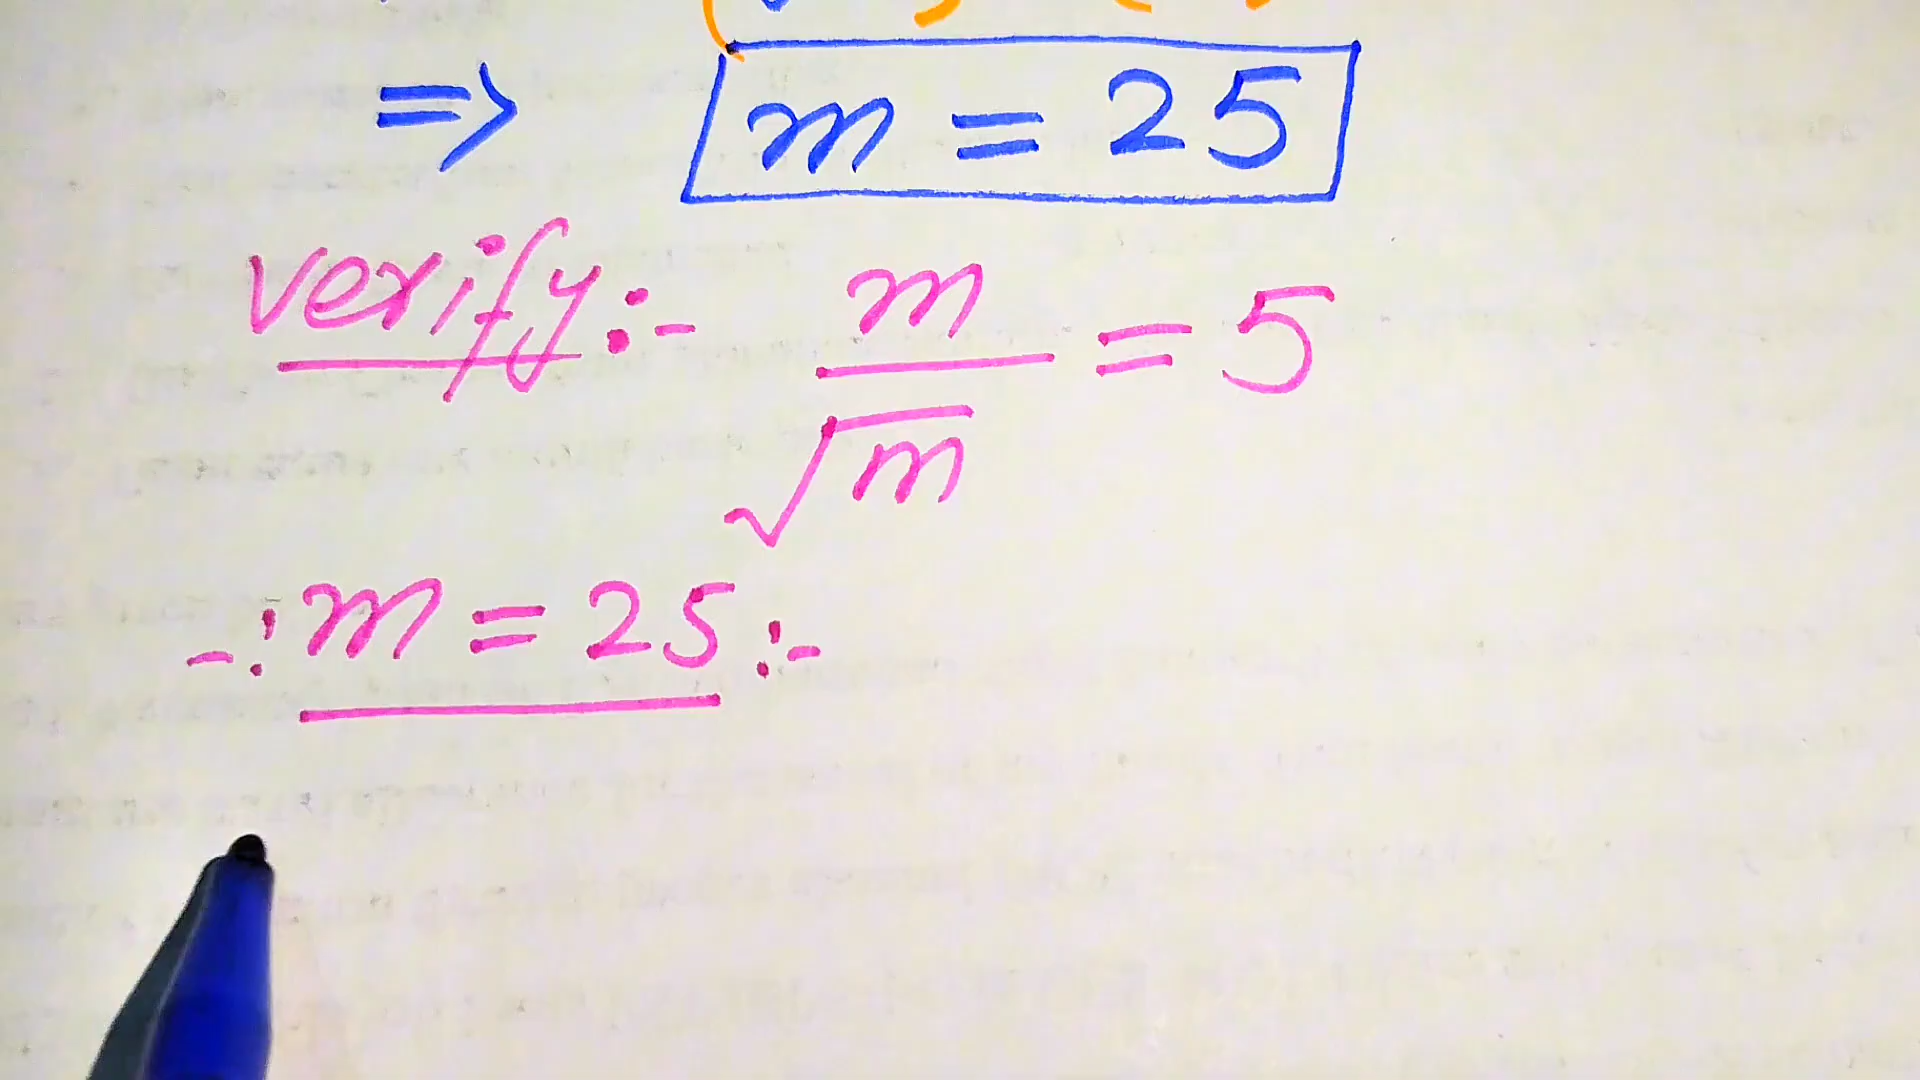 => m = 25
verify :- m/√m = 5
-: m = 25 :-